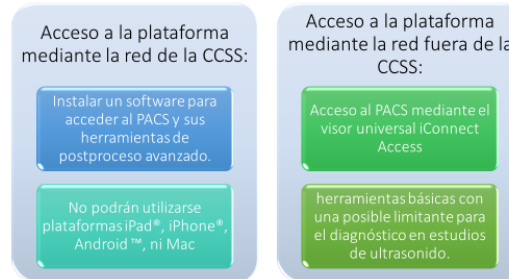 Acceso a la plataforma
mediante la red de la CCSS:
Instalar un software para
acceder al PACS y sus
herramientas de
postproceso avanzado.
No podrán utilizarse
plataformas iPad®, iPhone®,
Android ™, ni Mac
Acceso a la plataforma
mediante la red fuera de la
CCSS:
Acceso al PACS mediante el
visor universal iConnect
Access
herramientas básicas con
una posible limitante para
el diagnóstico en estudios
de ultrasonido.